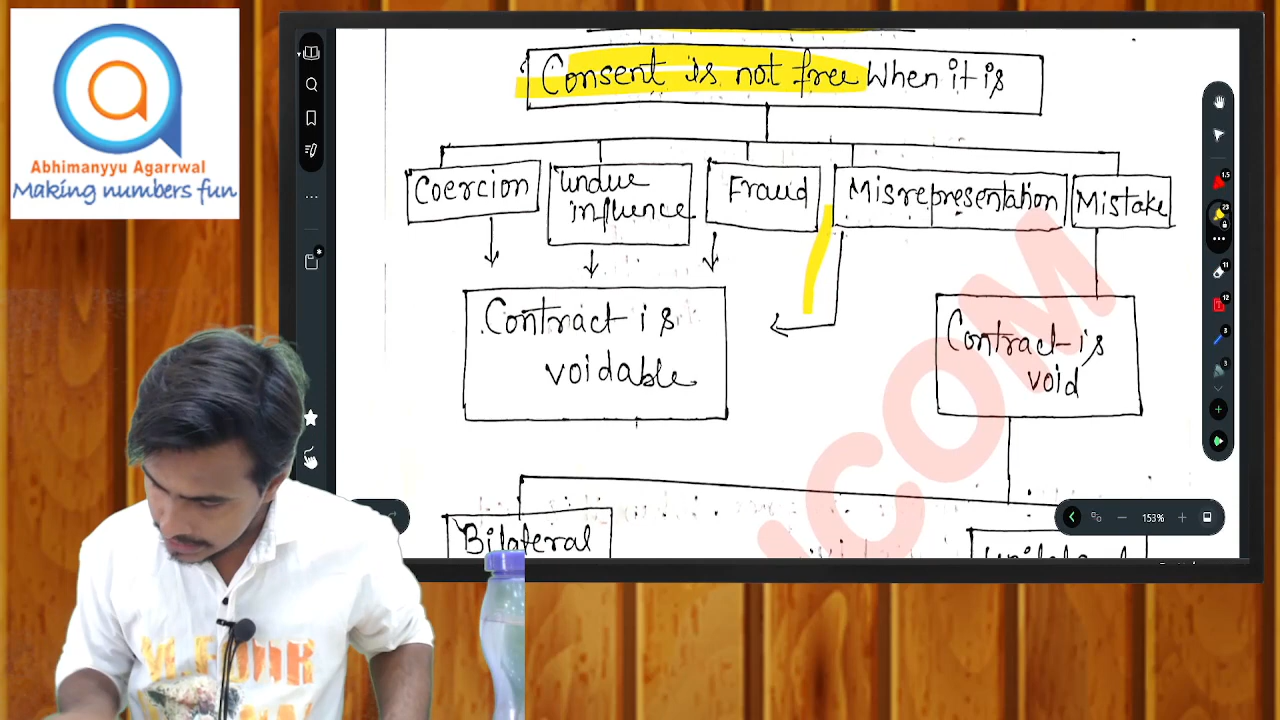 Abhimanyyu Agarrwal
Making numbers fun
Consent is not free When it is
Coercion
undue
influence
Fraud
Misrepresentation
Mistake
Contract is
voidable
Contract is
void
Bilateral
.COM
153%